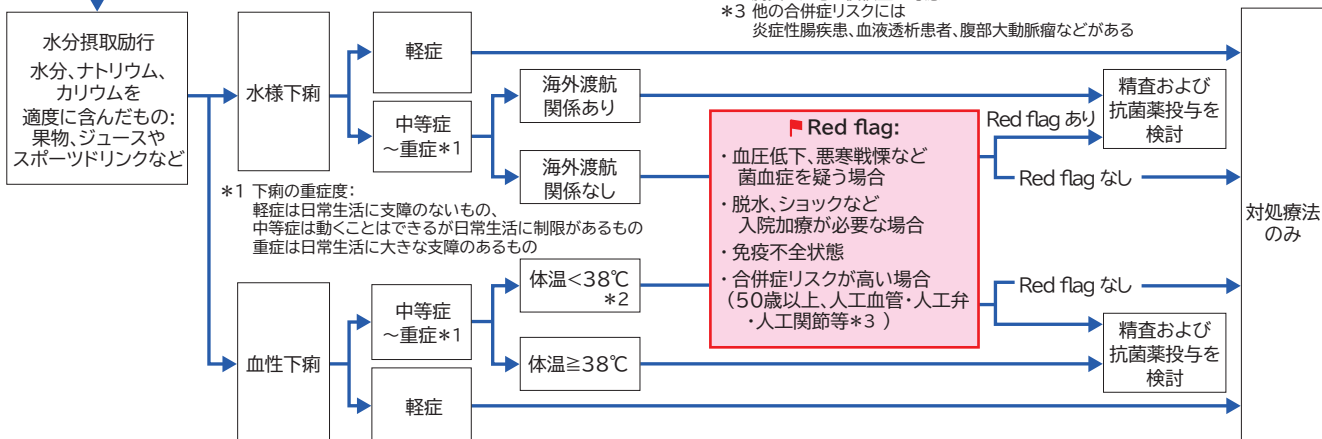 *3 他の合併症リスクには
炎症性腸疾患、血液透析患者、腹部大動脈瘤などがある
水分摂取励行
水分、ナトリウム、
カリウムを
適度に含んだもの:
果物、ジュースや
スポーツドリンクなど
水様下痢
軽症
中等症
～重症*1
海外渡航
関係あり
海外渡航
関係なし
*1 下痢の重症度:
軽症は日常生活に支障のないもの、
中等症は動くことはできるが日常生活に制限があるもの
重症は日常生活に大きな支障のあるもの
Red flag:
・血圧低下、悪寒戦慄など
菌血症を疑う場合
・脱水、ショックなど
入院加療が必要な場合
・免疫不全状態
・合併症リスクが高い場合
(50歳以上、人工血管・人工弁
・人工関節等*3 )
Red flag あり
Red flag なし
精査および
抗菌薬投与を
検討
対処療法
のみ
血性下痢
中等症
～重症*1
軽症
体温<38℃
*2
体温≧38℃
Red flag なし
精査および
抗菌薬投与を
検討